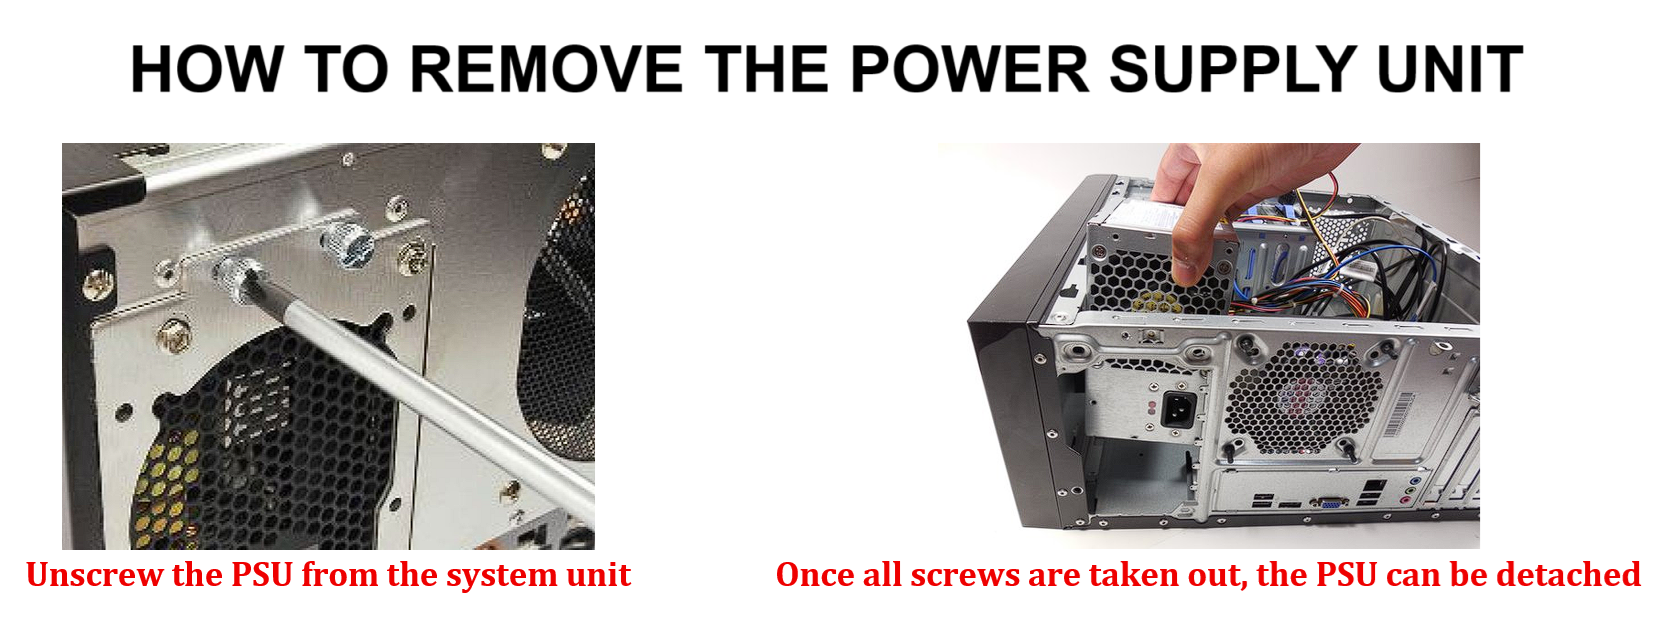 HOW TO REMOVE THE POWER SUPPLY UNIT
Unscrew the PSU from the system unit
Once all screws are taken out, the PSU can be detached